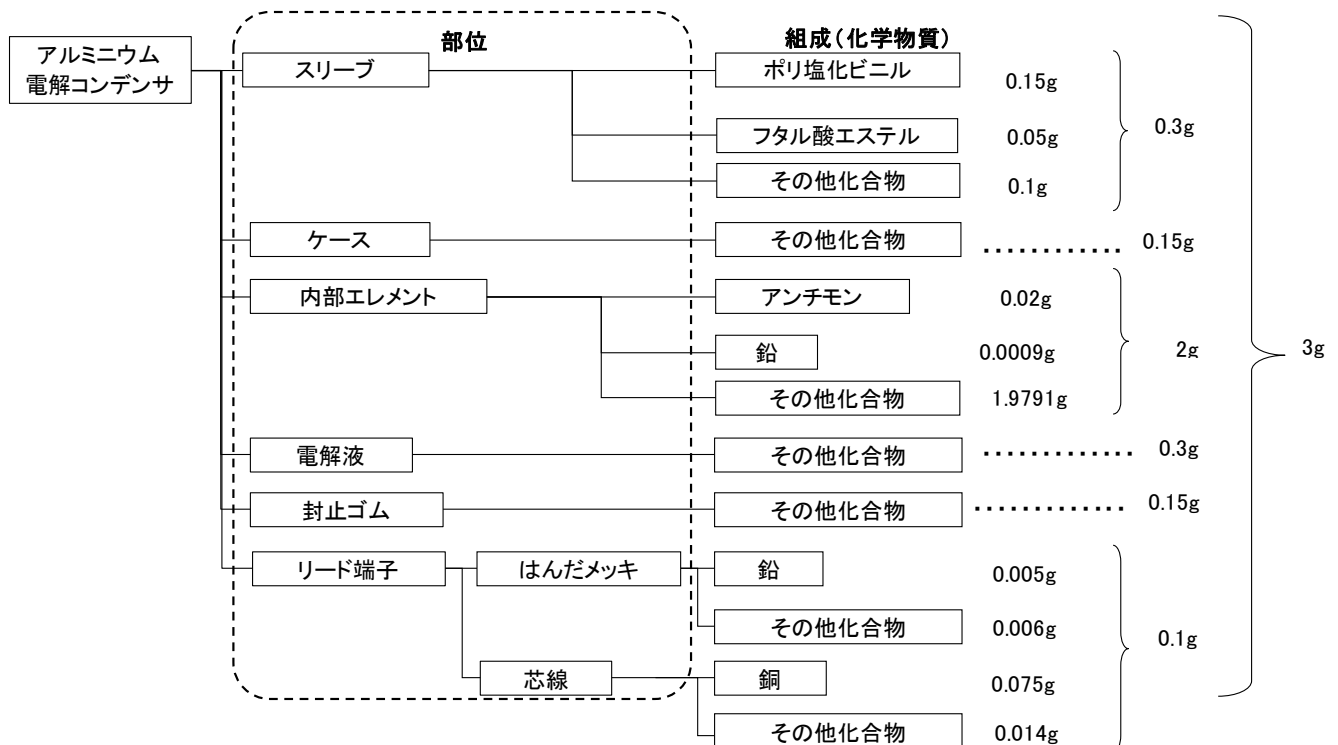 部位
組成（化学物質）
アルミニウム
電解コンデンサ
スリーブ
ポリ塩化ビニル
0.15g
フタル酸エステル
0.05g
0.3g
その他化合物
0.1g
ケース
その他化合物
............
0.15g
内部エレメント
アンチモン
0.02g
鉛
0.0009g
2g
3g
その他化合物
1.9791g
電解液
その他化合物
.............
0.3g
封止ゴム
その他化合物
.............
0.15g
リード端子
はんだメッキ
鉛
0.005g
その他化合物
0.006g
0.1g
芯線
銅
0.075g
その他化合物
0.014g